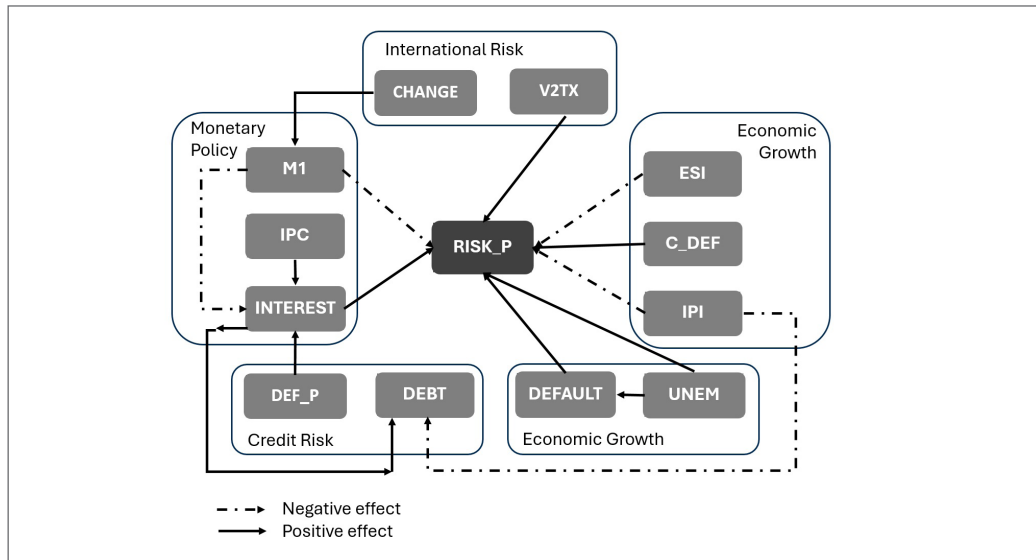 International Risk
CHANGE
V2TX
Monetary
Policy
M1
IPC
INTEREST
RISK_P
Economic
Growth
ESI
C_DEF
IPI
DEF_P
DEBT
Credit Risk
DEFAULT
UNEM
Economic Growth
Negative effect
Positive effect